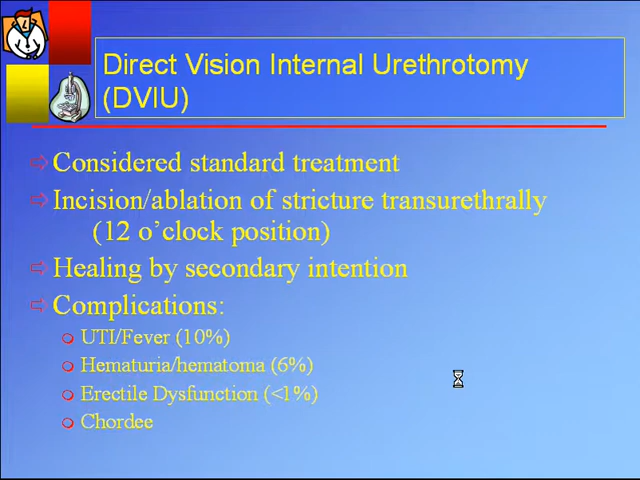 Direct Vision Internal Urethrotomy
(DVIU)
Considered standard treatment
Incision/ablation of stricture transurethrally
(12 o’clock position)
Healing by secondary intention
Complications:
UTI/Fever (10%)
Hematuria/hematoma (6%)
Erectile Dysfunction (<1%)
Chordee